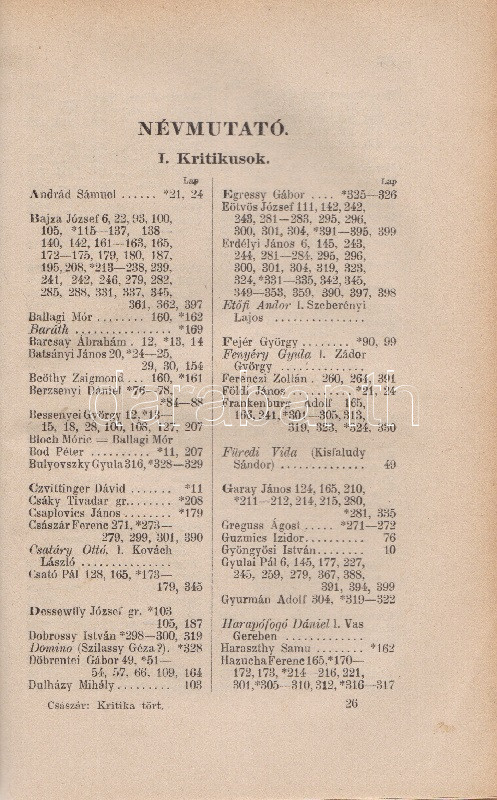 NÉVMUTATÓ.
I. Kritikusok.
Lap
Andrád Sámuel ...... *21, 24
Bajza József 6, 22, 93, 100,
105, *115—137, 138—
140, 142, 161—163, 165,
172—175, 179, 180, 187,
195, 208, *213—238, 239,
241, 242, 246, 279, 282,
285, 288, 331, 337, 345,
361, 362, 397
Ballagi Mór ....... 160, *162
Baráth ............... *169
Barcsay Ábrahám . 12, *13, 14
Batsányi János 20, *24—25,
29, 30, 154
Beöthy Zsigmond ... 160, *161
Berzsenyi Dániel *76—78,
*84—88
Bessenyei György 12, *13—
15, 18, 28, 106, 168, 127, 207
Bloch Móric = Ballagi Mór
Bod Péter ......... *11, 207
Bulyovszky Gyula 316, *328—329
Czvittinger Dávid ....... *11
Csáky Tivadar gr. ...... *208
Csaplovics János ....... *179
Császár Ferenc 271, *273—
279, 299, 301, 390
Csatáry Ottó, l. Kovách
László .............
Csató Pál 128, 165, *173—
179, 345
Dessewffy József gr. *103
105, 187
Dobrossy István *298—300, 319
Domino (Szilassy Géza?). *328
Döbrentei Gábor 49, *51—
54, 57, 66, 109, 164
Dulházy Mihály ......... 103
Lap
Egressy Gábor .... *325—326
Eötvös József 111, 142, 242,
243, 281—283, 295, 296,
300, 301, 304, *391—395, 399
Erdélyi János 6, 145, 243,
244, 281—284, 295, 296,
300, 301, 304, 319, 323,
324, *331—335, 342, 345,
349—353, 359, 390, 397, 398
Etőfi Andor l. Szeberényi
Lajos ...............
Fejér György ........ *90, 99
Fenyéry Gyula l. Zádor
György ..............
Ferenczi Zoltán . 260, 264, 391
Földi János ......... *21, 24
Frankenburg Adolf 165,
166, 241, *301—305, 313,
319, 323, *324, 350
Füredi Vida (Kisfaludy
Sándor) .............. 49
Garay János 124, 165, 210,
*211—212, 214, 215, 280,
*281, 335
Greguss Ágost ..... *271—272
Guzmics Izidor .......... 76
Gyöngyösi István ........ 10
Gyulai Pál 6, 145, 177, 227,
245, 259, 279, 367, 388,
391, 394, 399
Gyurmán Adolf 304, *319—322
Harapófogó Dániel l. Vas
Gereben .............
Haraszthy Samu ........ *162
Hazucha Ferenc 165, *170—
172, 173, *214—216, 221,
301, *305—310, 312, *316—317
Császár: Kritika tört.
26
darabanth